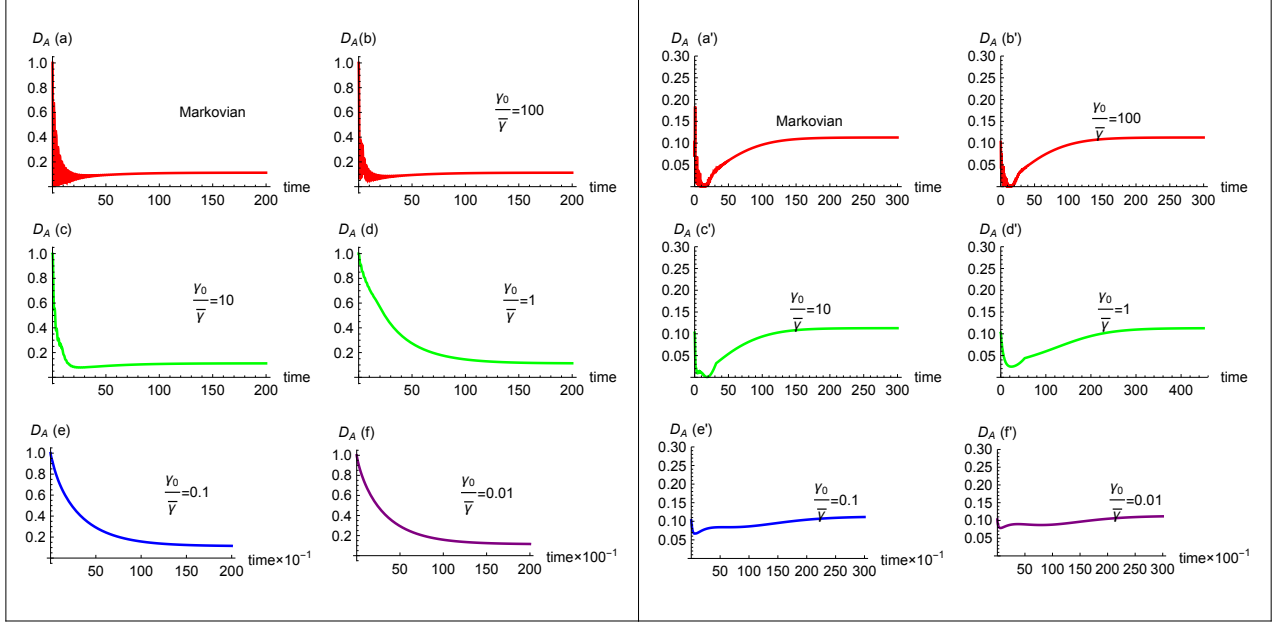 D_A (a)
1.0
0.8
0.6
0.4
0.2
Markovian
50 100 150 200
time
D_A(b)
1.0
0.8
0.6
0.4
0.2
γ0
γ̅ =100
50 100 150 200
time
D_A (a')
0.30
0.25
0.20
0.15
0.10
0.05
Markovian
0 50 100 150 200 250 300
time
D_A (b')
0.30
0.25
0.20
0.15
0.10
0.05
γ0
γ̅ =100
0 50 100 150 200 250 300
time
D_A (c)
1.0
0.8
0.6
0.4
0.2
γ0
γ̅ =10
50 100 150 200
time
D_A (d)
1.0
0.8
0.6
0.4
0.2
γ0
γ̅ =1
50 100 150 200
time
D_A (c')
0.30
0.25
0.20
0.15
0.10
0.05
γ0
γ̅ =10
0 50 100 150 200 250 300
time
D_A (d')
0.30
0.25
0.20
0.15
0.10
0.05
γ0
γ̅ =1
0 100 200 300 400
time
D_A (e)
1.0
0.8
0.6
0.4
0.2
γ0
γ̅ =0.1
50 100 150 200
time×10⁻¹
D_A (f)
1.0
0.8
0.6
0.4
0.2
γ0
γ̅ =0.01
50 100 150 200
time×100⁻¹
D_A (e')
0.30
0.25
0.20
0.15
0.10
0.05
γ0
γ̅ =0.1
50 100 150 200 250 300
time×10⁻¹
D_A (f')
0.30
0.25
0.20
0.15
0.10
0.05
γ0
γ̅ =0.01
50 100 150 200 250 300
time×100⁻¹